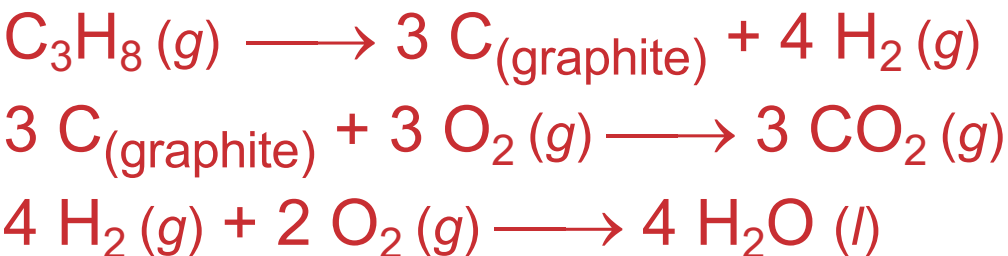 C₃H₈ (g) ⟶ 3 C(graphite) + 4 H₂ (g)
3 C(graphite) + 3 O₂ (g) ⟶ 3 CO₂ (g)
4 H₂ (g) + 2 O₂ (g) ⟶ 4 H₂O (l)